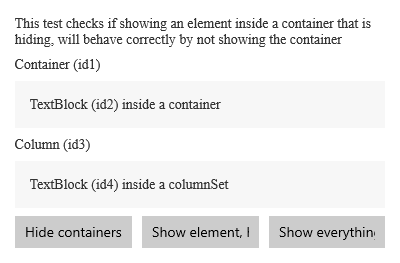 This test checks if showing an element inside a container that is
hiding, will behave correctly by not showing the container
Container (id1)
TextBlock (id2) inside a container
Column (id3)
TextBlock (id4) inside a columnSet
Hide containers
Show element,
Show everything